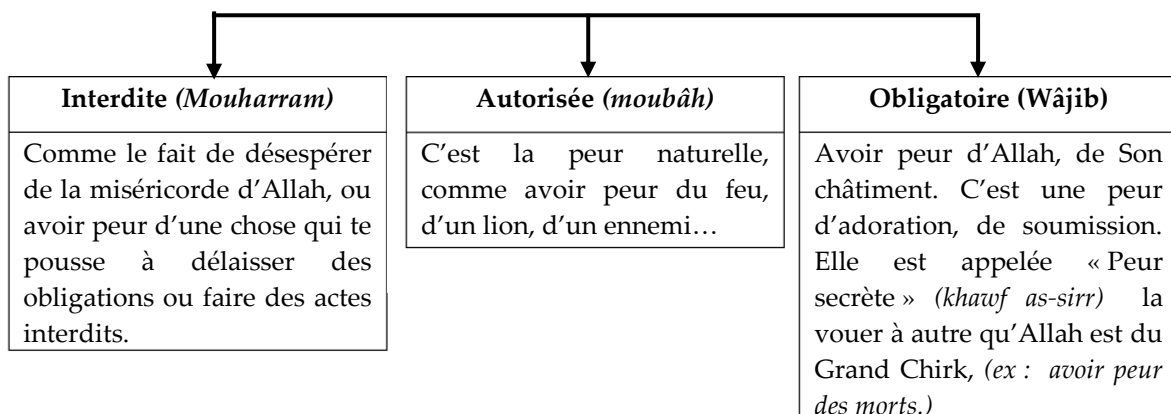 Interdite (Mouharram)
Comme le fait de désespérer
de la miséricorde d’Allah, ou
avoir peur d’une chose qui te
pousse à délaisser des
obligations ou faire des actes
interdits.
Autorisée (moubâh)
C’est la peur naturelle,
comme avoir peur du feu,
d’un lion, d’un ennemi…
Obligatoire (Wâjib)
Avoir peur d’Allah, de Son
châtiment. C’est une peur
d’adoration, de soumission.
Elle est appelée « Peur
secrète » (khawf as-sirr) la
vouer à autre qu’Allah est du
Grand Chirk, (ex : avoir peur
des morts.)